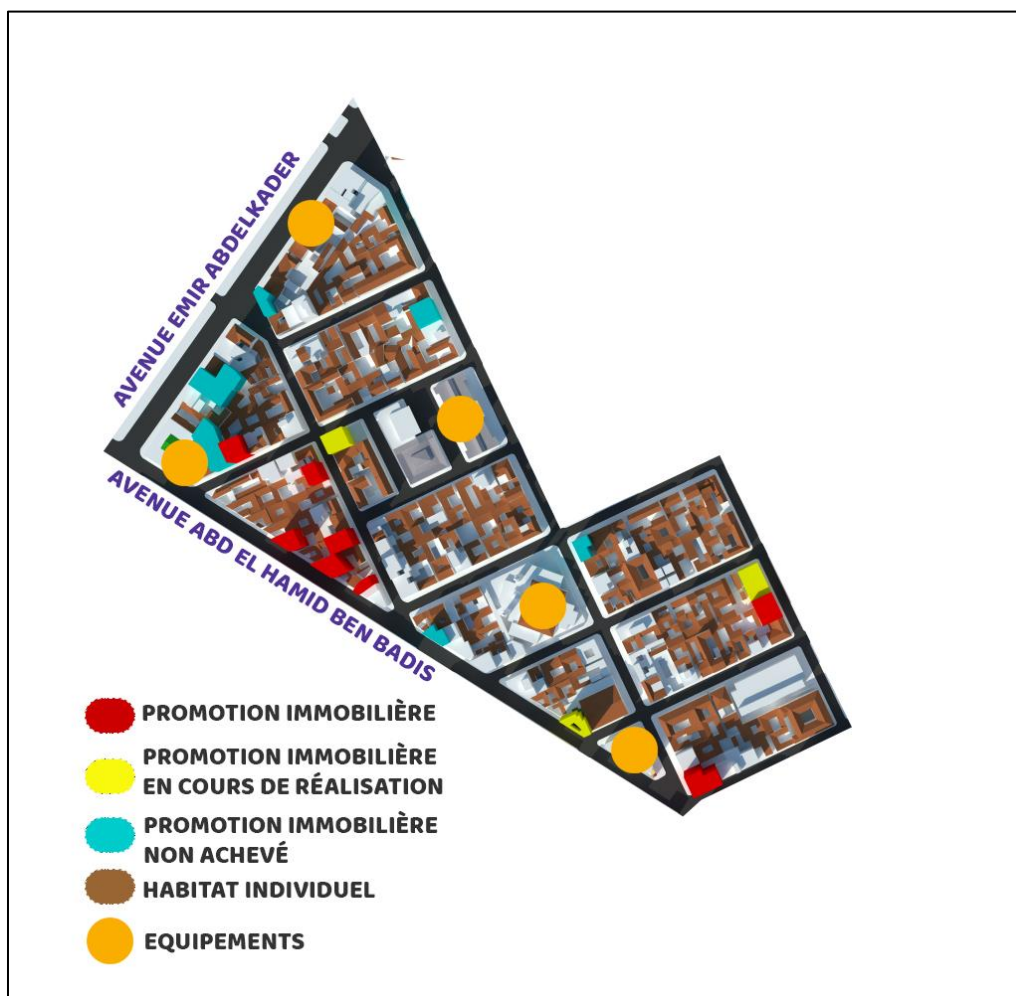 AVENUE EMIR ABDELKADER
AVENUE ABD EL HAMID BEN BADIS
PROMOTION IMMOBILIÈRE
PROMOTION IMMOBILIÈRE
EN COURS DE RÉALISATION
PROMOTION IMMOBILIÈRE
NON ACHEVÉ
HABITAT INDIVIDUEL
EQUIPEMENTS